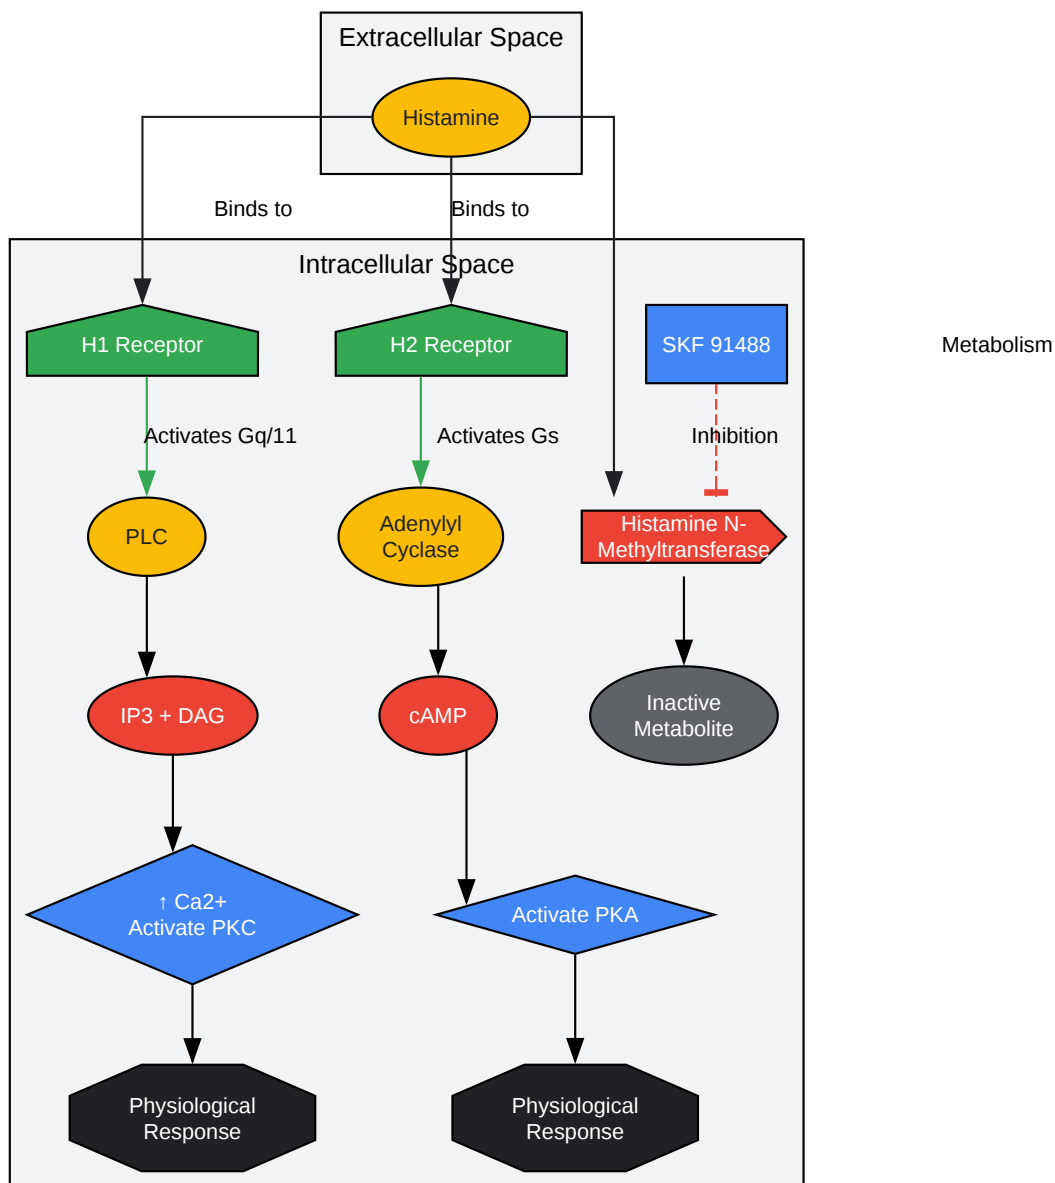 Extracellular Space
Histamine
Binds to
Binds to
Intracellular Space
H1 Receptor
H2 Receptor
SKF 91488
Metabolism
Activates Gq/11
Activates Gs
Inhibition
PLC
Adenylyl
Cyclase
Histamine N-
Methyltransferase
IP3 + DAG
cAMP
Inactive
Metabolite
↑ Ca2+
Activate PKC
Activate PKA
Physiological
Response
Physiological
Response